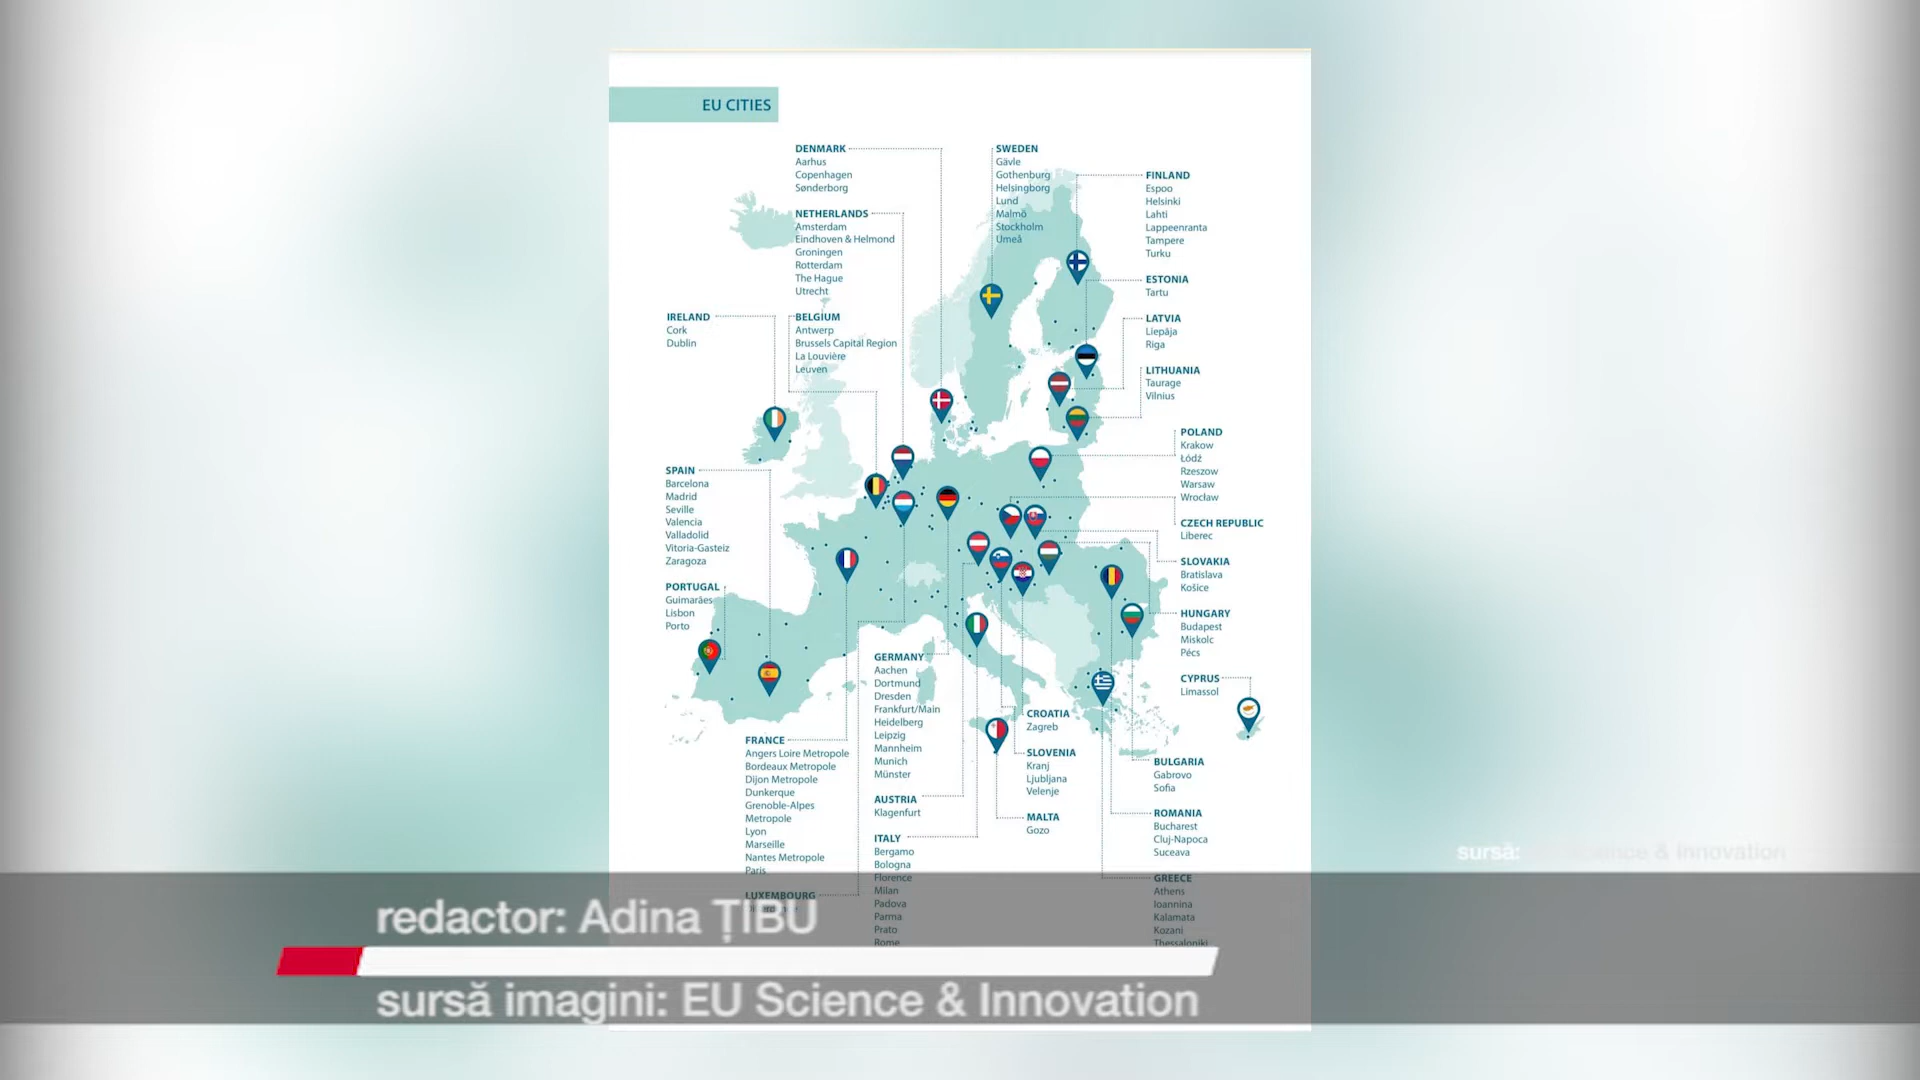 EU CITIES
DENMARK
Aarhus
Copenhagen
Sønderborg
NETHERLANDS
Amsterdam
Eindhoven & Helmond
Groningen
Rotterdam
The Hague
Utrecht
SWEDEN
Gävle
Gothenburg
Helsingborg
Lund
Malmö
Stockholm
Umeå
FINLAND
Espoo
Helsinki
Lahti
Lappeenranta
Tampere
Turku
ESTONIA
Tartu
IRELAND
Cork
Dublin
BELGIUM
Antwerp
Brussels Capital Region
La Louvière
Leuven
LATVIA
Liepāja
Riga
LITHUANIA
Taurage
Vilnius
POLAND
Krakow
Łódź
Rzeszow
Warsaw
Wrocław
SPAIN
Barcelona
Madrid
Seville
Valencia
Valladolid
Vitoria-Gasteiz
Zaragoza
CZECH REPUBLIC
Liberec
SLOVAKIA
Bratislava
Košice
PORTUGAL
Guimarães
Lisbon
Porto
HUNGARY
Budapest
Miskolc
Pécs
CYPRUS
Limassol
GERMANY
Aachen
Dortmund
Dresden
Frankfurt/Main
Heidelberg
Leipzig
Mannheim
Munich
Münster
CROATIA
Zagreb
SLOVENIA
Kranj
Ljubljana
Velenje
FRANCE
Angers Loire Metropole
Bordeaux Metropole
Dijon Metropole
Dunkerque
Grenoble-Alpes
Metropole
Lyon
Marseille
Nantes Metropole
Paris
BULGARIA
Gabrovo
Sofia
AUSTRIA
Klagenfurt
MALTA
Gozo
ROMANIA
Bucharest
Cluj-Napoca
Suceava
ITALY
Bergamo
Bologna
Florence
Milan
Padova
Parma
Prato
Rome
LUXEMBOURG
GREECE
Athens
Ioannina
Kalamata
Kozani
Thessaloniki
sursă: & Innovation
redactor: Adina ȚIBU
sursă imagini: EU Science & Innovation